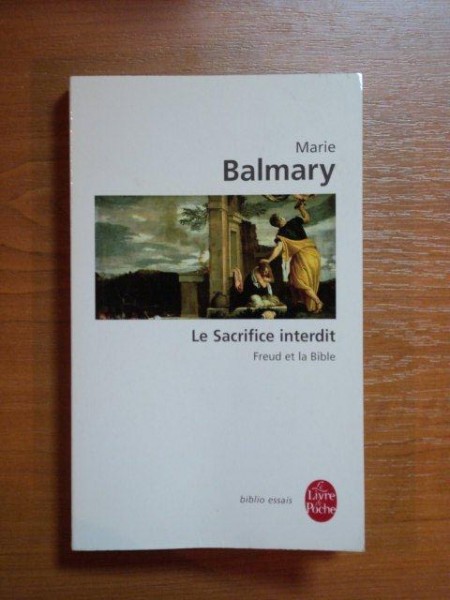 Marie
Balmary
Le Sacrifice interdit
Freud et la Bible
biblio essais
Le
Livre
de
Poche